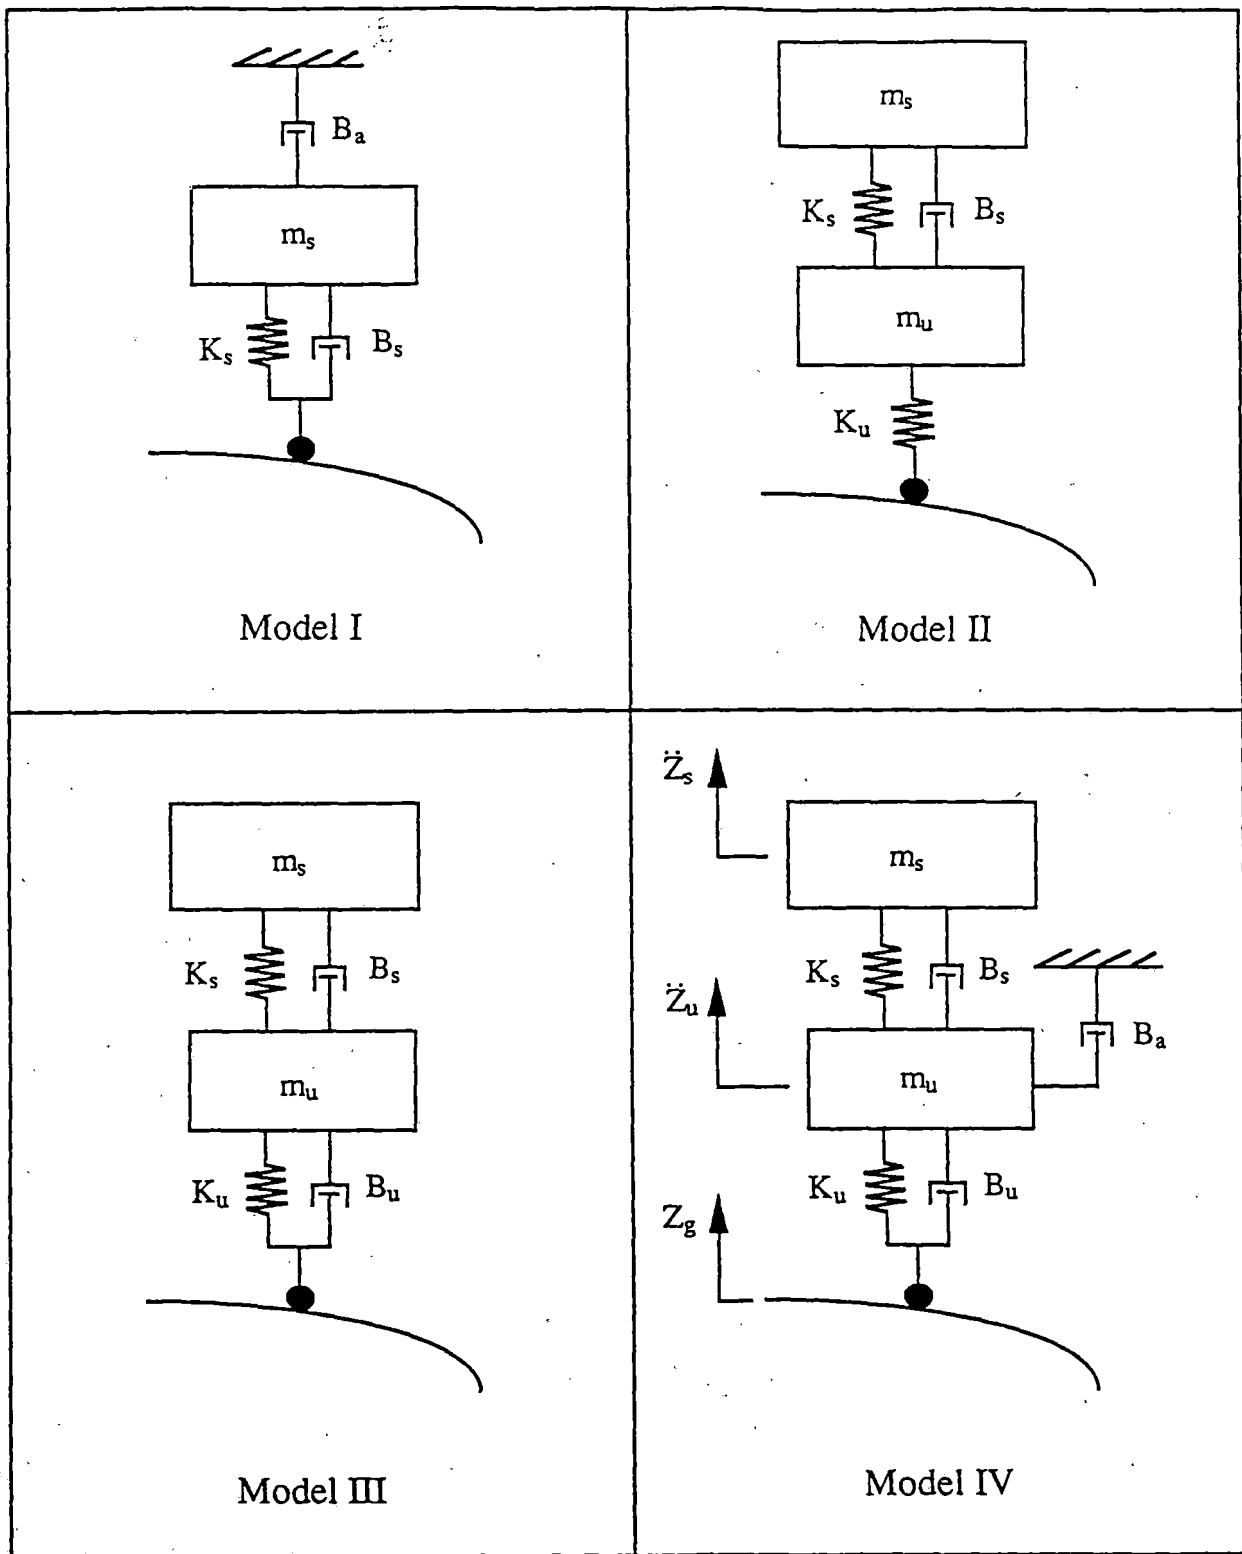 Bₐ
mₛ
Kₛ
Bₛ
Model I
mₛ
Kₛ
Bₛ
mᵤ
Kᵤ
Model II
mₛ
Kₛ
Bₛ
mᵤ
Kᵤ
Bᵤ
Model III
Z̈ₛ
mₛ
Kₛ
Bₛ
Z̈ᵤ
mᵤ
Bₐ
Kᵤ
Bᵤ
Z_g
Model IV